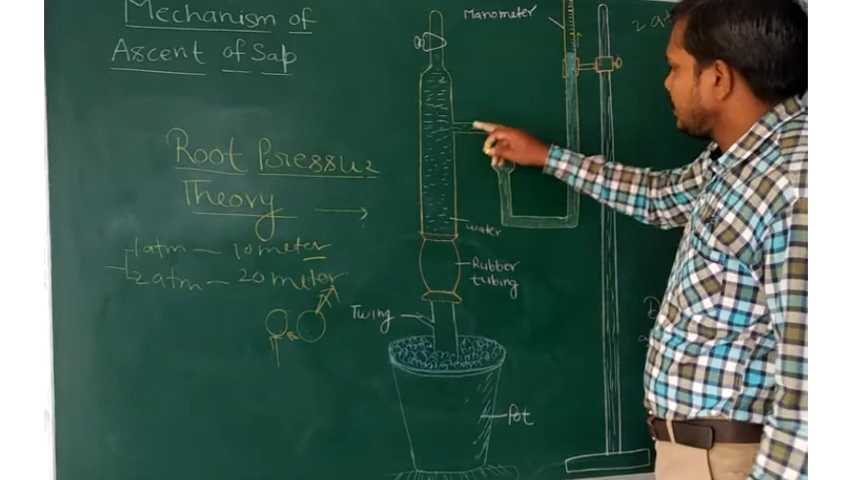 Mechanism of
Ascent of Sap
Root Pressure
Theory
1 atm — 10 meter
2 atm — 20 meter
Manometer
water
Rubber
tubing
Twing
Pot
2 at